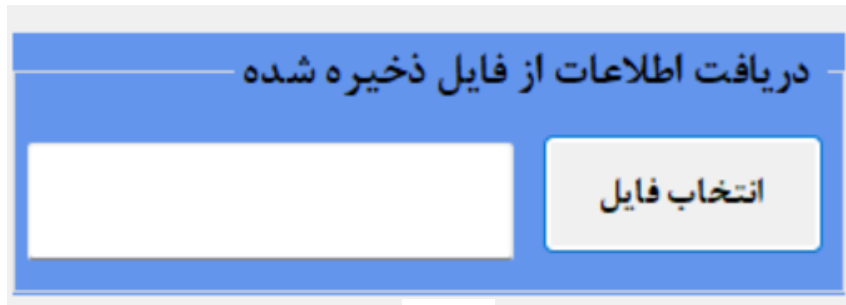 دریافت اطلاعات از فایل ذخیره شده
انتخاب فایل